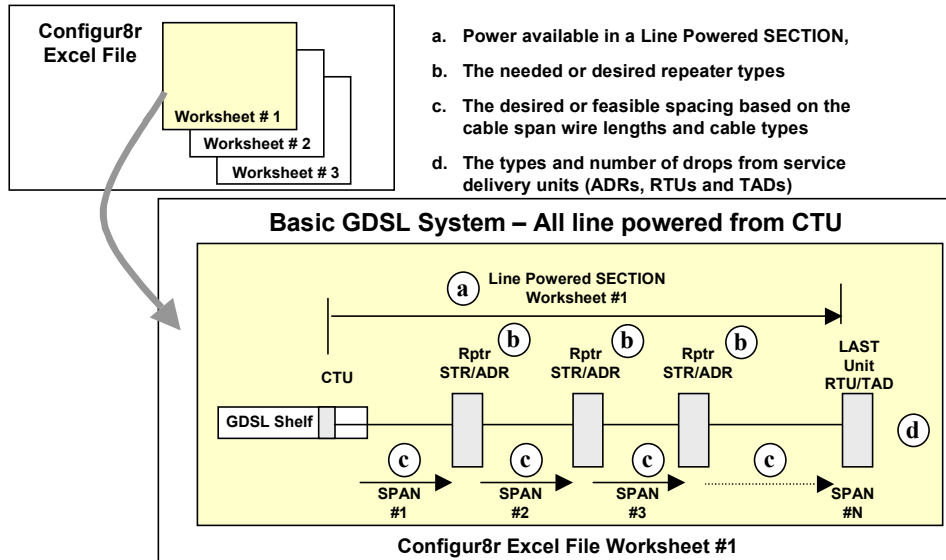 Configur8r
Excel File
Worksheet # 1
Worksheet # 2
Worksheet # 3
a. Power available in a Line Powered SECTION,
b. The needed or desired repeater types
c. The desired or feasible spacing based on the
cable span wire lengths and cable types
d. The types and number of drops from service
delivery units (ADRs, RTUs and TADs)
Basic GDSL System – All line powered from CTU
a
Line Powered SECTION
Worksheet #1
CTU
Rptr
STR/ADR
b
Rptr
STR/ADR
b
Rptr
STR/ADR
b
LAST
Unit
RTU/TAD
GDSL Shelf
d
c
c
c
c
SPAN
#1
SPAN
#2
SPAN
#3
SPAN
#N
Configur8r Excel File Worksheet #1